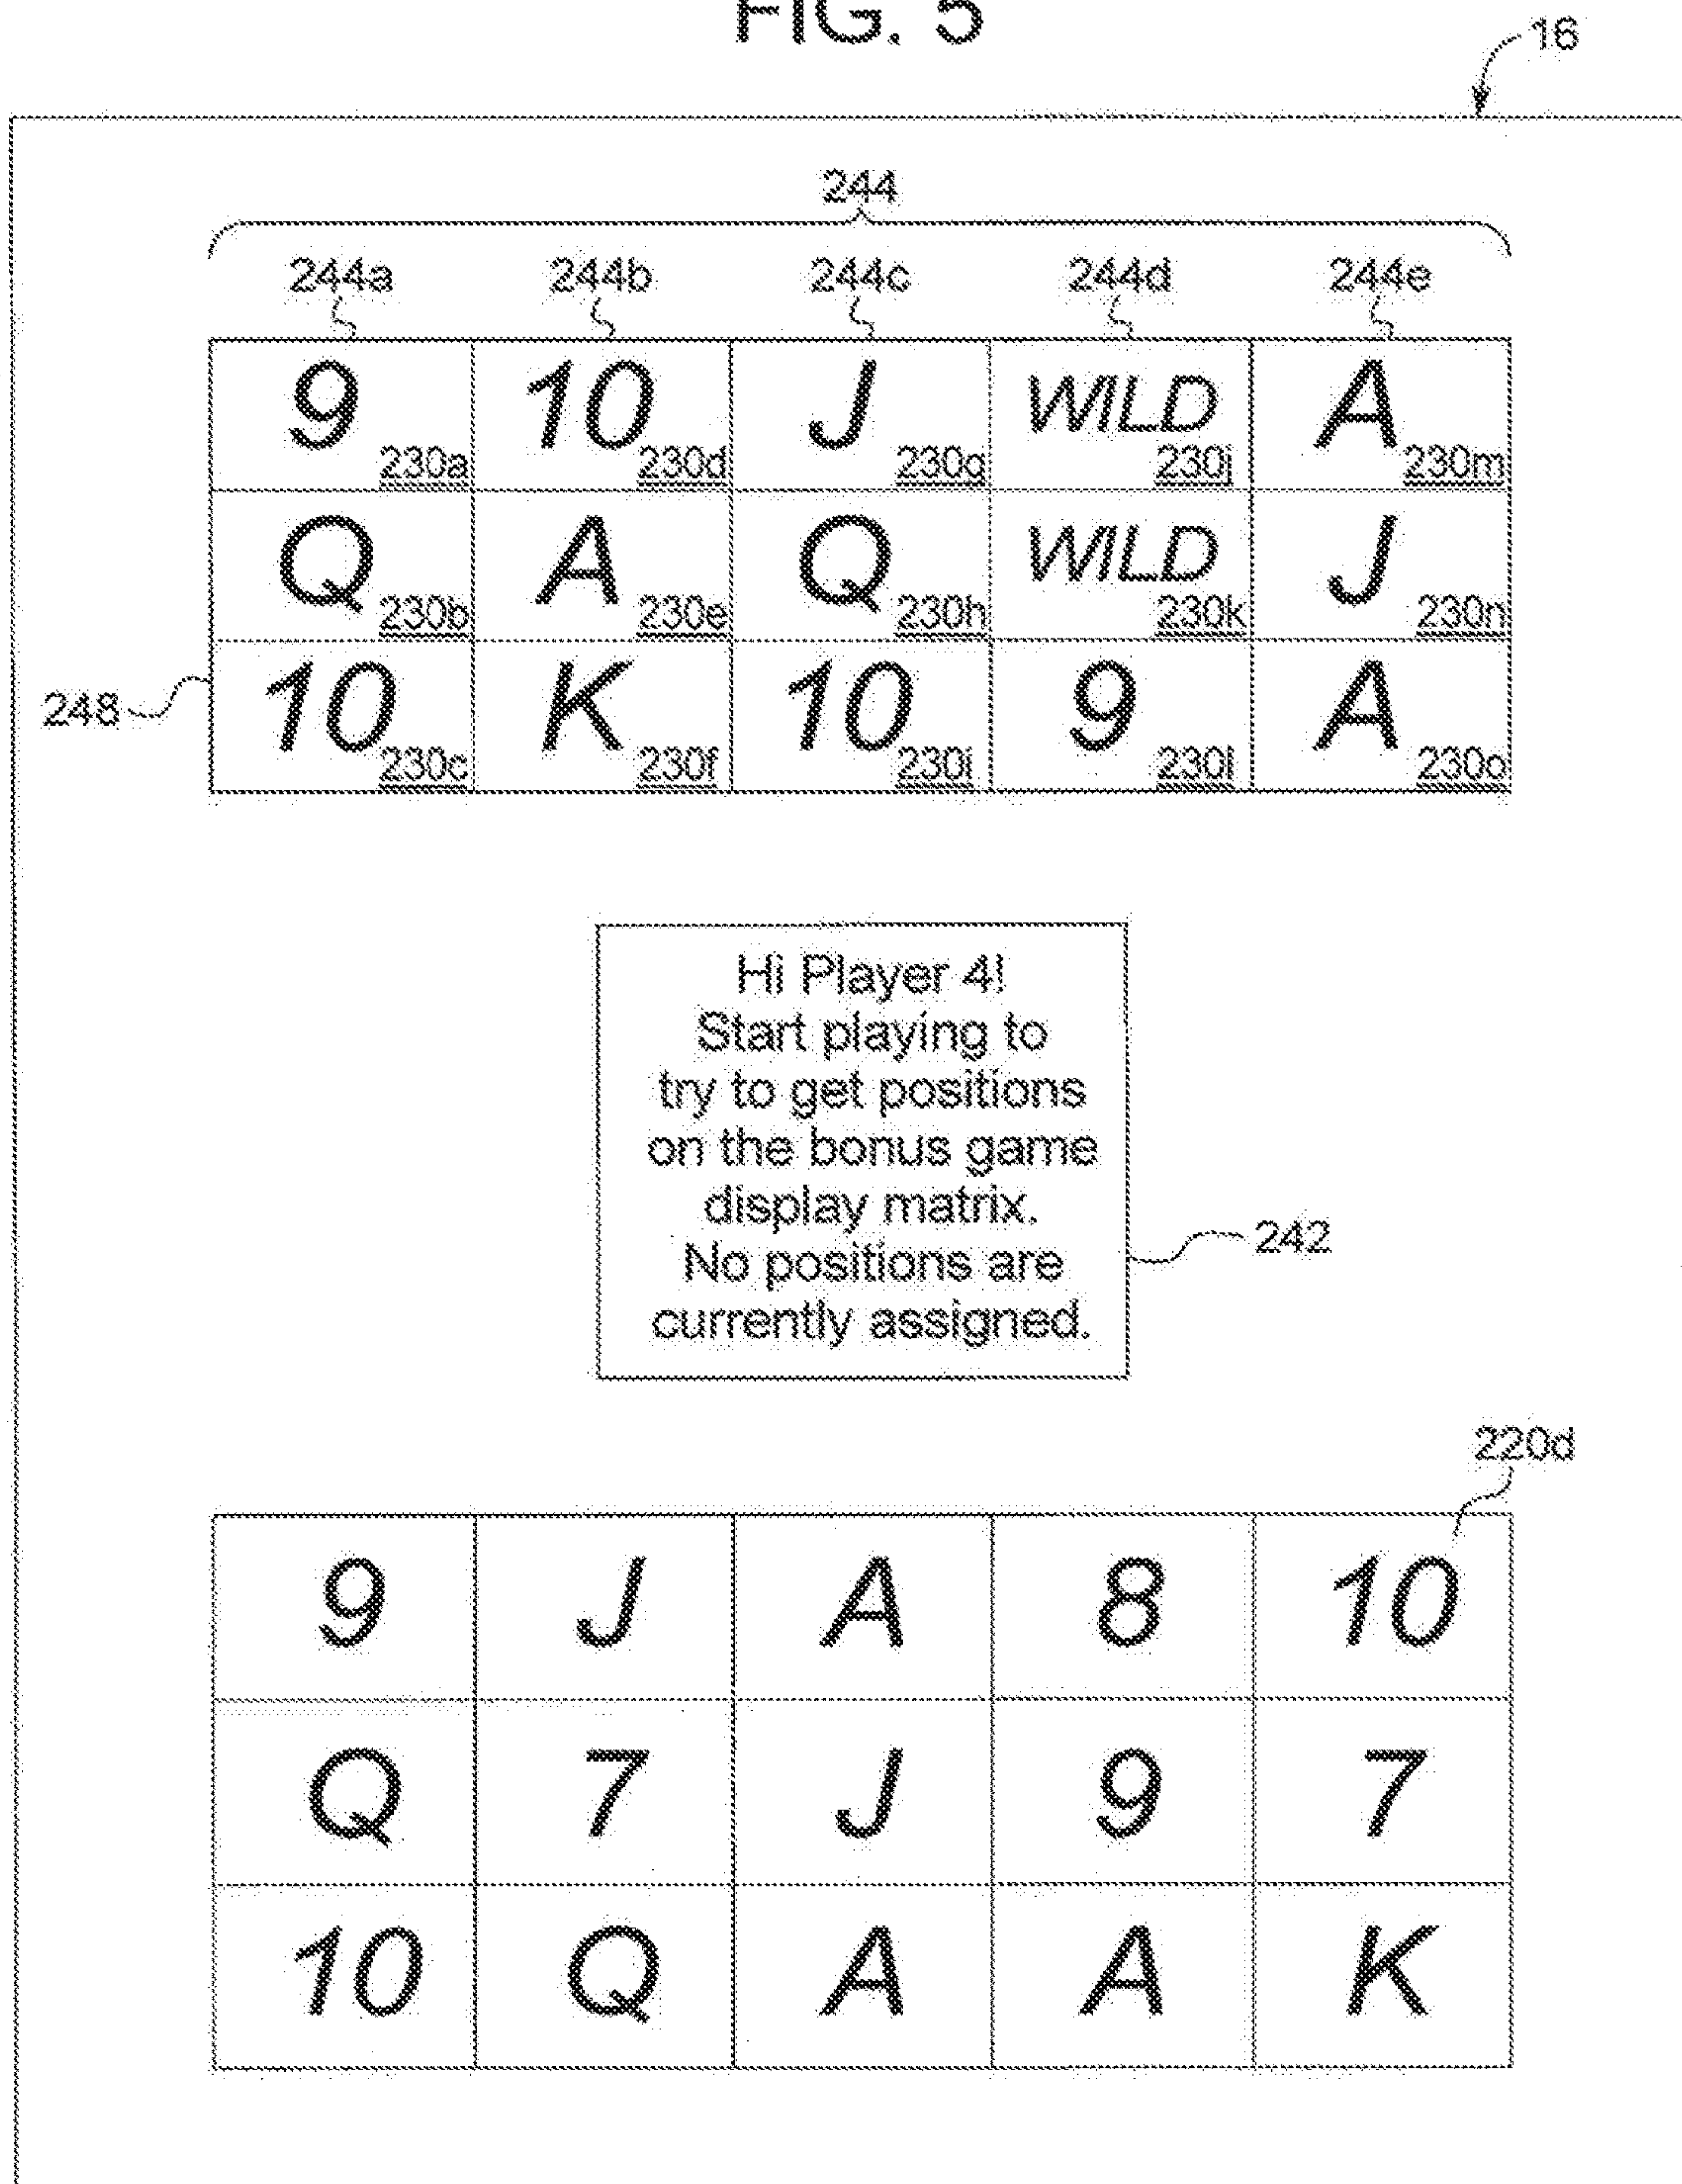 FIG. 5
16
244
244a 244b 244c 244d 244e
9 10 J WILD A
230a 230d 230g 230j 230m
Q A Q WILD J
230b 230e 230h 230k 230n
248
10 K 10 9 A
230c 230f 230i 230l 230o
Hi Player 4!
Start playing to
try to get positions
on the bonus game
display matrix.
No positions are
currently assigned.
242
220d
9 J A 8 10
Q 7 J 9 7
10 Q A A K